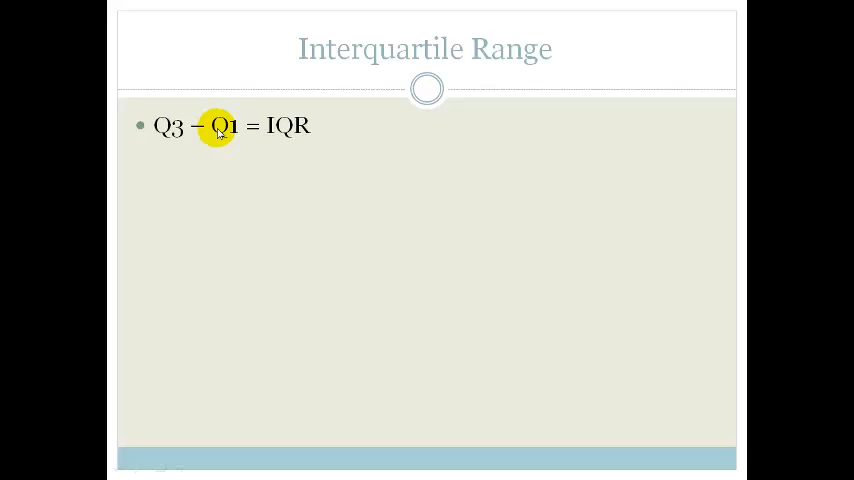 Interquartile Range
Q3 – Q1 = IQR